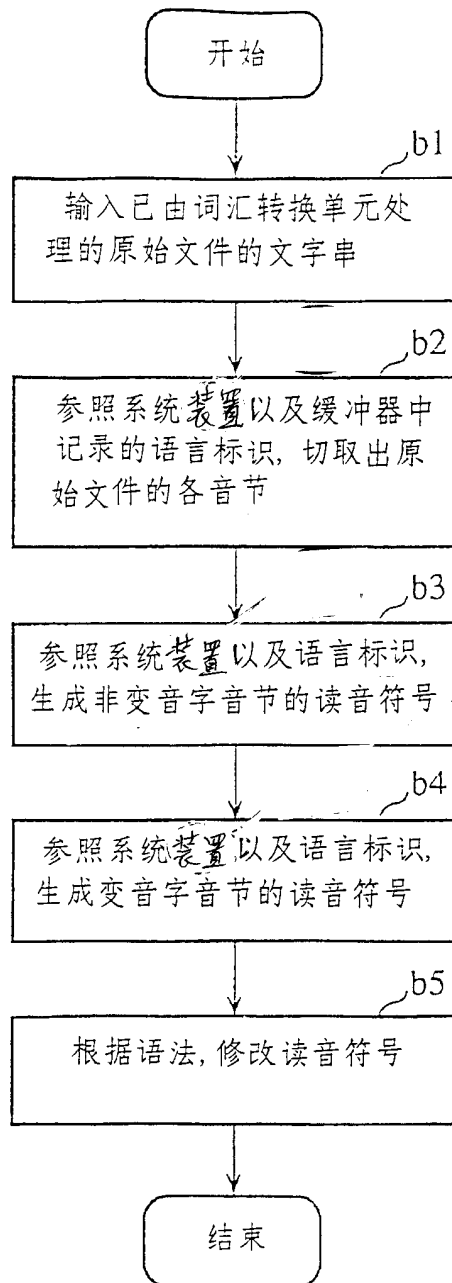 开始
b1
输入已由词汇转换单元处
理的原始文件的文字串
b2
参照系统装置以及缓冲器中
记录的语言标识,切取出原
始文件的各音节
b3
参照系统装置以及语言标识,
生成非变音字音节的读音符号
b4
参照系统装置以及语言标识,
生成变音字音节的读音符号
b5
根据语法,修改读音符号
结束